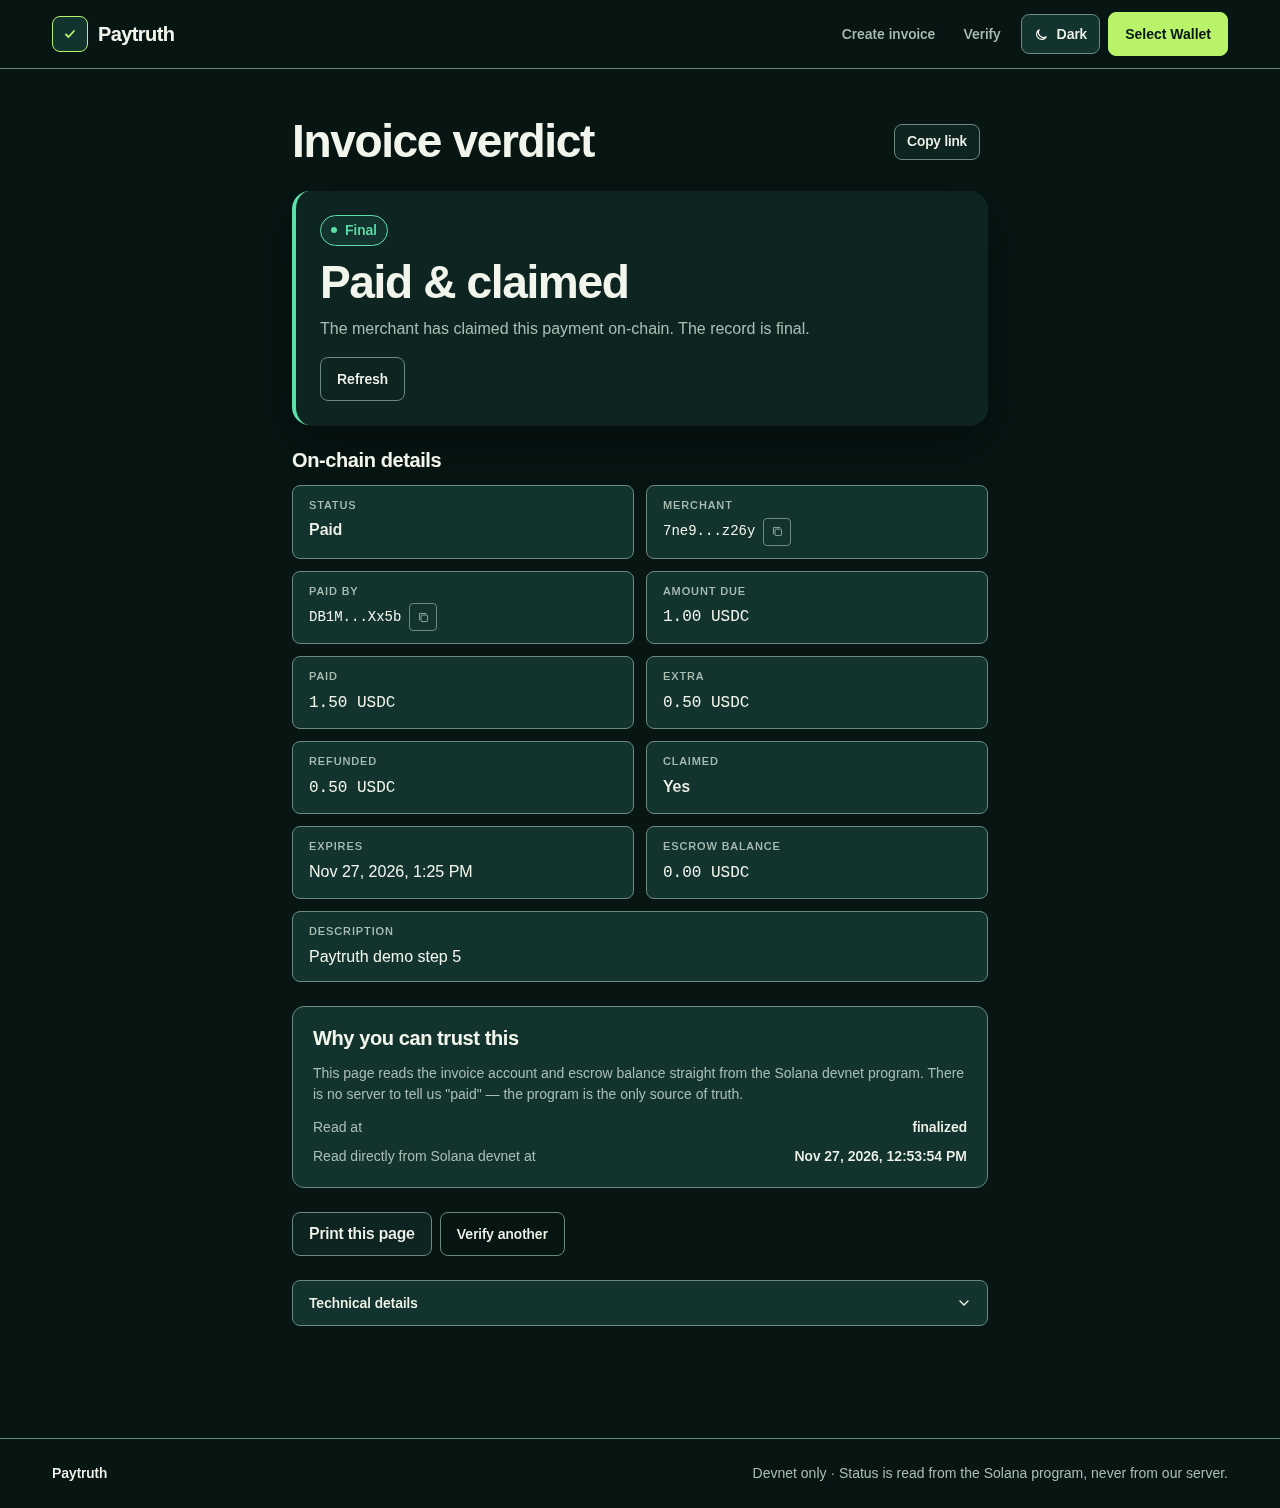 Paytruth
Create invoice
Verify
Dark
Select Wallet
Invoice verdict
Copy link
Final
Paid & claimed
The merchant has claimed this payment on-chain. The record is final.
Refresh
On-chain details
STATUS
Paid
MERCHANT
7ne9...z26y
PAID BY
DB1M...Xx5b
AMOUNT DUE
1.00 USDC
PAID
1.50 USDC
EXTRA
0.50 USDC
REFUNDED
0.50 USDC
CLAIMED
Yes
EXPIRES
Nov 27, 2026, 1:25 PM
ESCROW BALANCE
0.00 USDC
DESCRIPTION
Paytruth demo step 5
Why you can trust this
This page reads the invoice account and escrow balance straight from the Solana devnet program. There
is no server to tell us "paid" — the program is the only source of truth.
Read at
finalized
Read directly from Solana devnet at
Nov 27, 2026, 12:53:54 PM
Print this page
Verify another
Technical details
Paytruth
Devnet only · Status is read from the Solana program, never from our server.